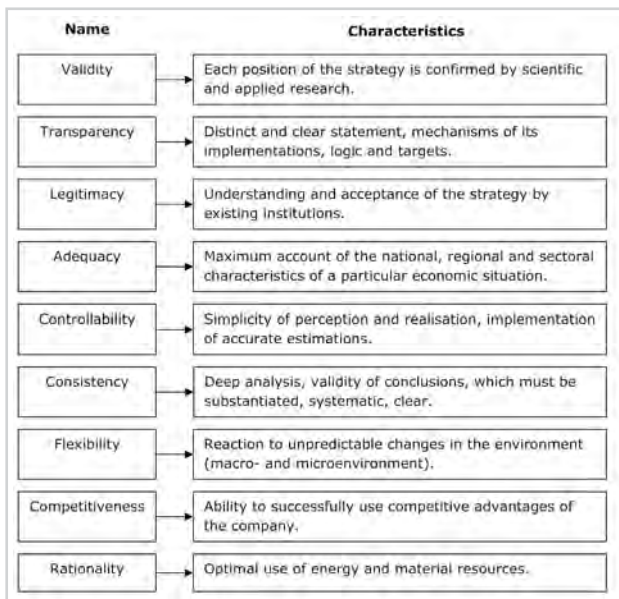 Name
Characteristics
Validity
Each position of the strategy is confirmed by scientific
and applied research.
Transparency
Distinct and clear statement, mechanisms of its
implementations, logic and targets.
Legitimacy
Understanding and acceptance of the strategy by
existing institutions.
Adequacy
Maximum account of the national, regional and sectoral
characteristics of a particular economic situation.
Controllability
Simplicity of perception and realisation, implementation
of accurate estimations.
Consistency
Deep analysis, validity of conclusions, which must be
substantiated, systematic, clear.
Flexibility
Reaction to unpredictable changes in the environment
(macro- and microenvironment).
Competitiveness
Ability to successfully use competitive advantages of
the company.
Rationality
Optimal use of energy and material resources.